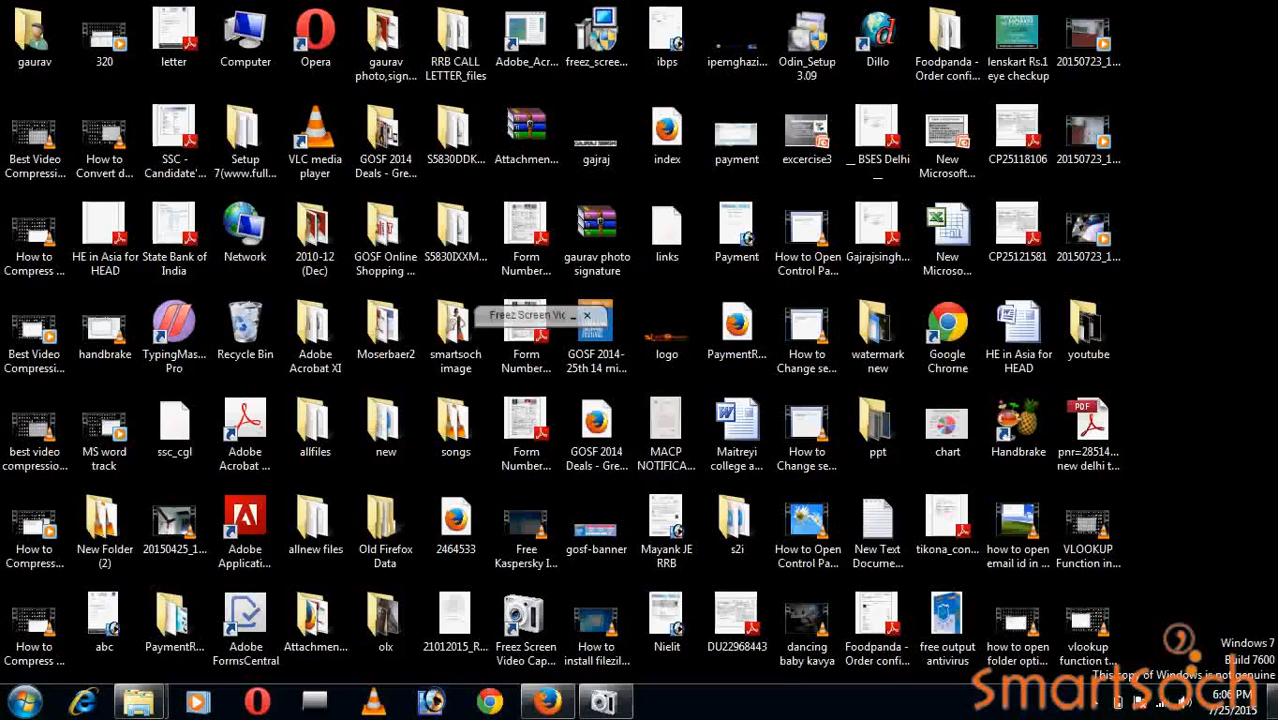 gaurav
320
letter
Computer
Opera
gaurav
photo,sign...
RRB CALL
LETTER_files
Adobe_Acr...
freez_scree...
ibps
ipemghazi...
Odin_Setup
3.09
Dillo
Foodpanda -
Order confi...
lenskart Rs.1
eye checkup
20150723_1...
Best Video
Compressi...
How to
Convert d...
SSC -
Candidate'...
Setup
7(www.full...
VLC media
player
GOSF 2014
Deals - Gre...
S5830DDK...
Attachmen...
gajraj
index
payment
excercise3
__ BSES Delhi
__
New
Microsoft...
CP25118106
20150723_1...
How to
Compress ...
HE in Asia for
HEAD
State Bank of
India
Network
2010-12
(Dec)
GOSF Online
Shopping ...
S5830IXXM...
Form
Number...
gaurav photo
signature
links
Payment
How to Open
Control Pa...
Gajrajsingh...
New
Microso...
CP25121581
20150723_1...
Freez Screen Vic
Best Video
Compressi...
handbrake
TypingMas...
Pro
Recycle Bin
Adobe
Acrobat XI
Moserbaer2
smartsoch
image
Form
Number...
GOSF 2014-
25th 14 mi...
logo
PaymentR...
How to
Change se...
watermark
new
Google
Chrome
HE in Asia for
HEAD
youtube
best video
compressio...
MS word
track
ssc_cgl
Adobe
Acrobat ...
allfiles
new
songs
Form
Number...
GOSF 2014
Deals - Gre...
MACP
NOTIFICA...
Maitreyi
college a...
How to
Change se...
ppt
chart
Handbrake
PDF
pnr=28514...
new delhi t...
How to
Compress...
New Folder
(2)
20150425_1...
Adobe
Applicati...
allnew files
Old Firefox
Data
2464533
Free
Kaspersky I...
gosf-banner
Mayank JE
RRB
s2i
How to Open
Control Pa...
New Text
Docume...
tikona_con...
how to open
email id in ...
VLOOKUP
Function in...
How to
Compress ...
abc
PaymentR...
Adobe
FormsCentral
Attachmen...
olx
21012015_R...
Freez Screen
Video Cap...
How to
install filezil...
Nielit
DU22968443
dancing
baby kavya
Foodpanda -
Order confi...
free output
antivirus
how to open
folder opti...
vlookup
function t...
Windows 7
Build 7600
This copy of Windows is not genuine
smartsoch
6:06 PM
7/25/2015